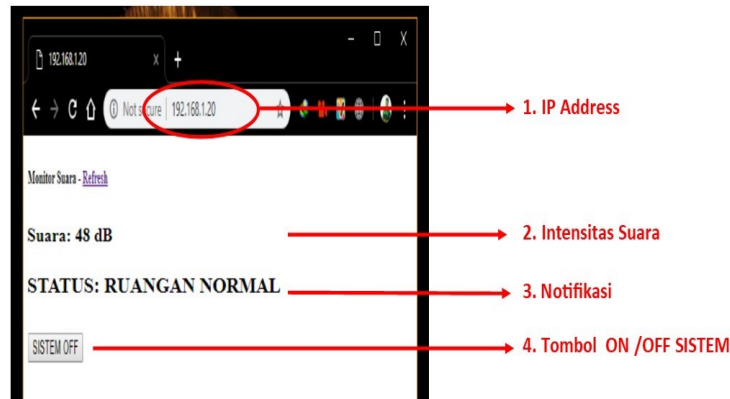 192.168.1.20
Not secure | 192.168.1.20
1. IP Address
Monitor Suara - Refresh
Suara: 48 dB
2. Intensitas Suara
STATUS: RUANGAN NORMAL
3. Notifikasi
SISTEM OFF
4. Tombol ON /OFF SISTEM